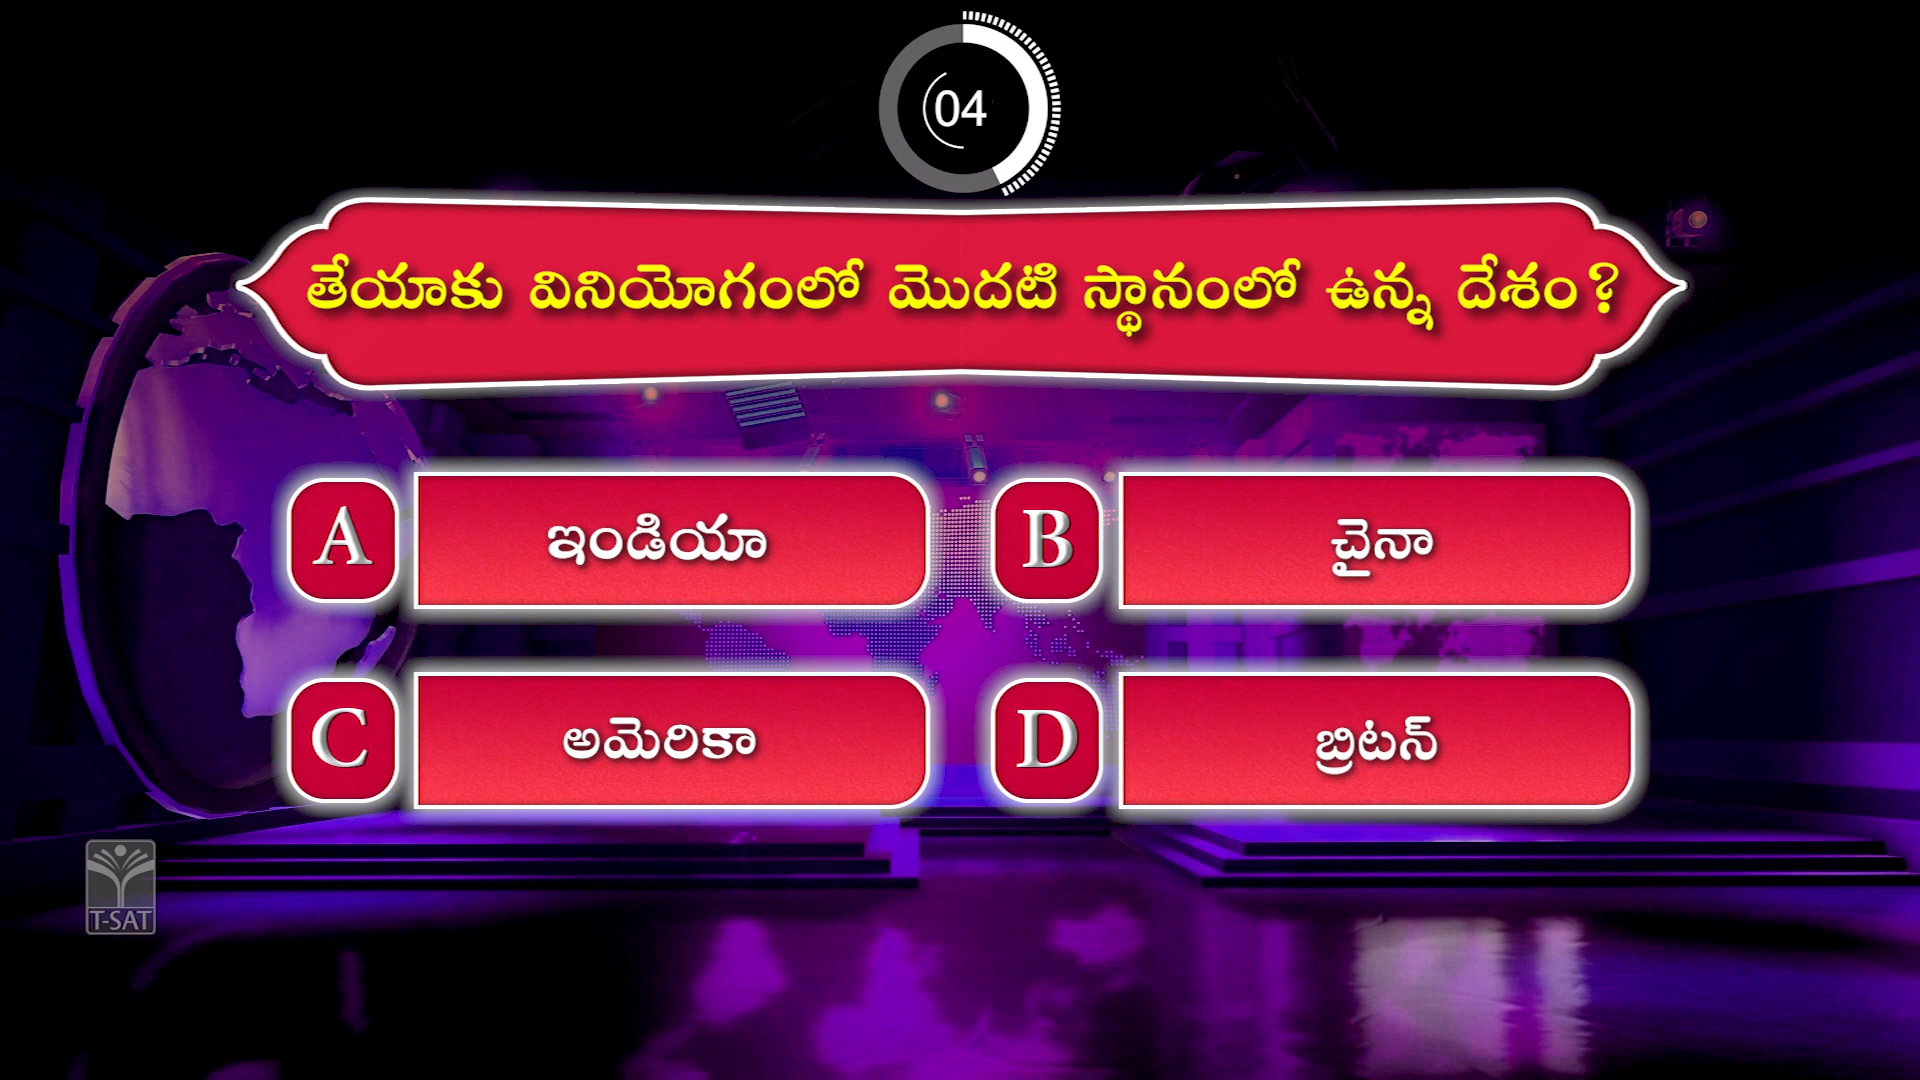 04
తేయాకు వినియోగంలో మొదటి స్థానంలో ఉన్న దేశం?
A ఇండియా
B చైనా
C అమెరికా
D బ్రిటన్
T-SAT